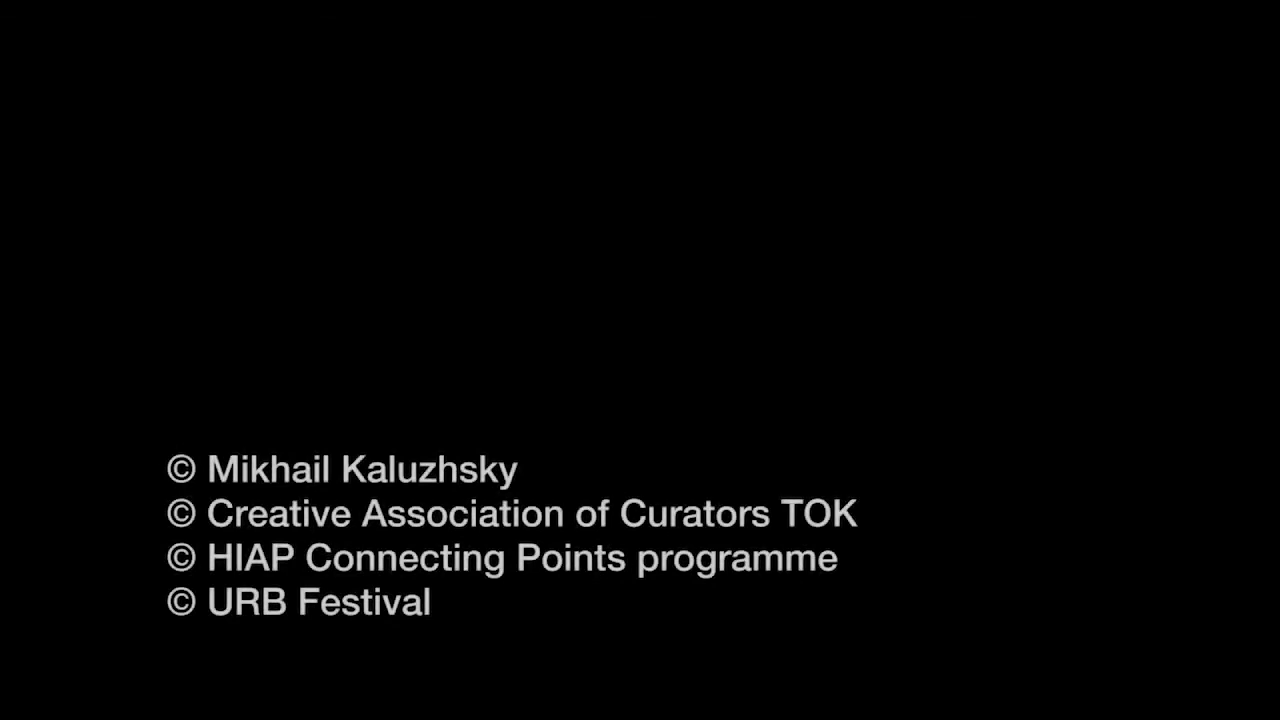 © Mikhail Kaluzhsky
© Creative Association of Curators TOK
© HIAP Connecting Points programme
© URB Festival